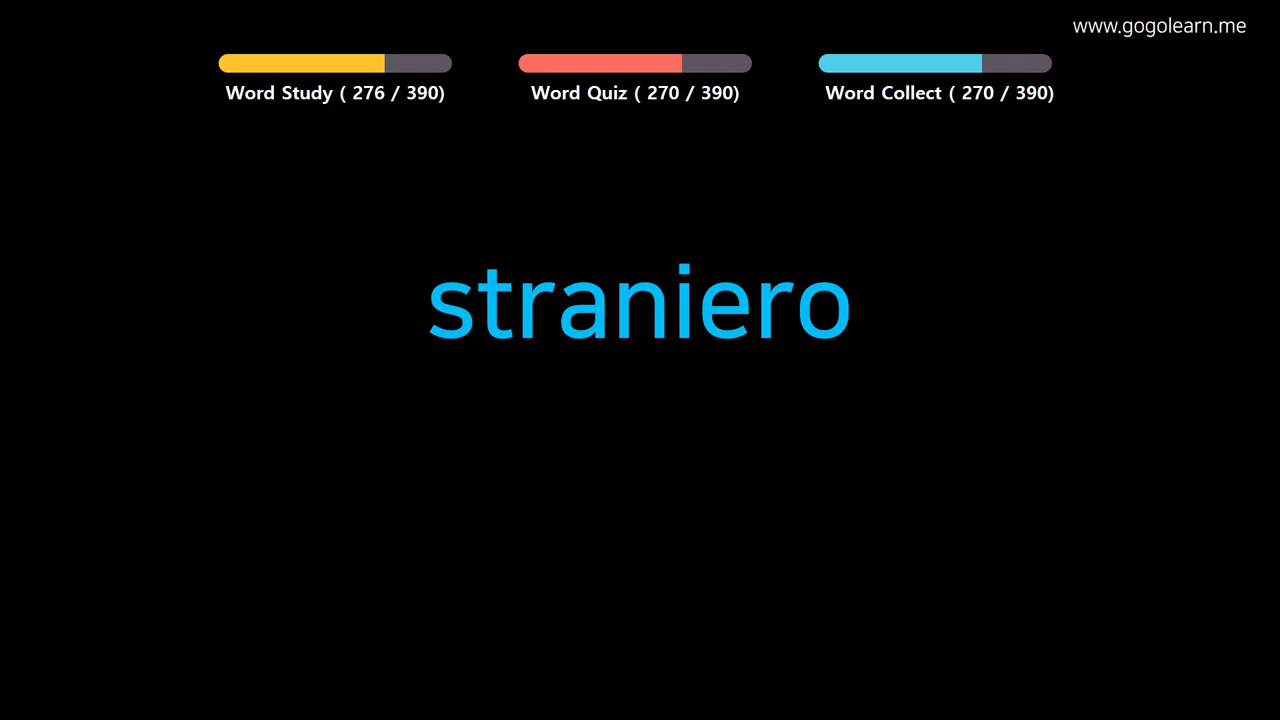 www.gogolearn.me
Word Study ( 276 / 390)
Word Quiz ( 270 / 390)
Word Collect ( 270 / 390)
straniero